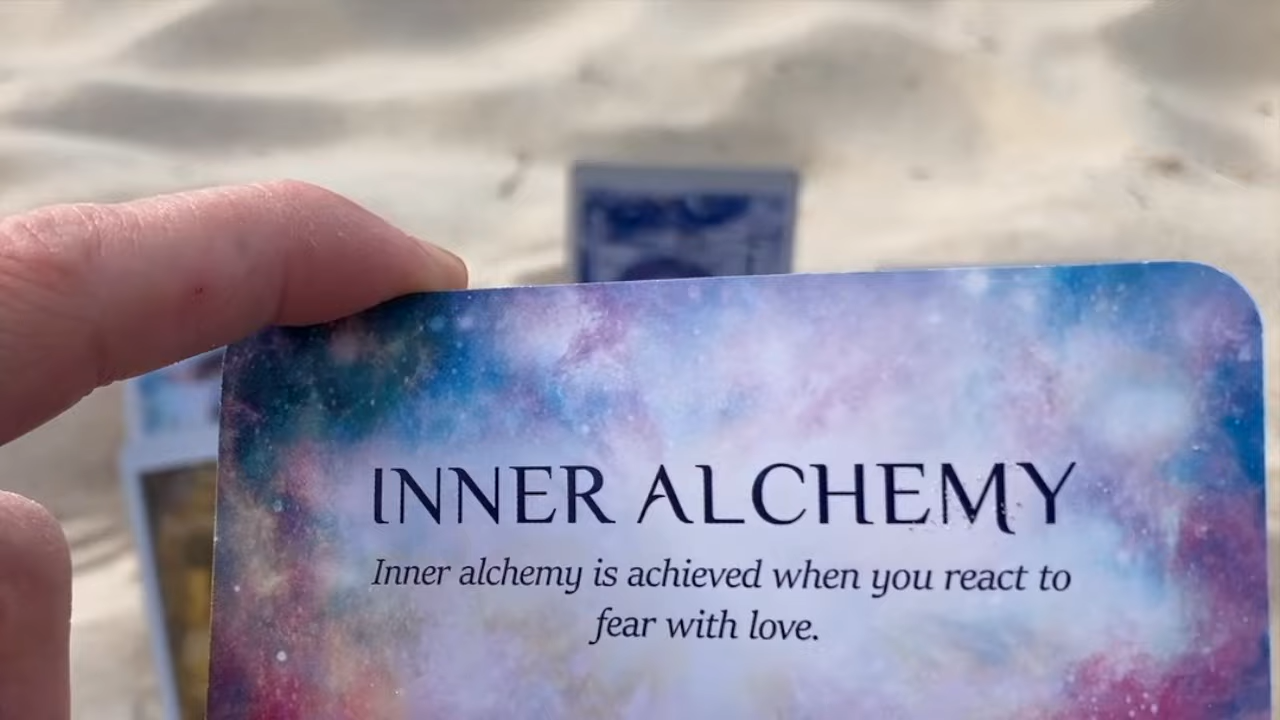 INNER ALCHEMY
Inner alchemy is achieved when you react to
fear with love.